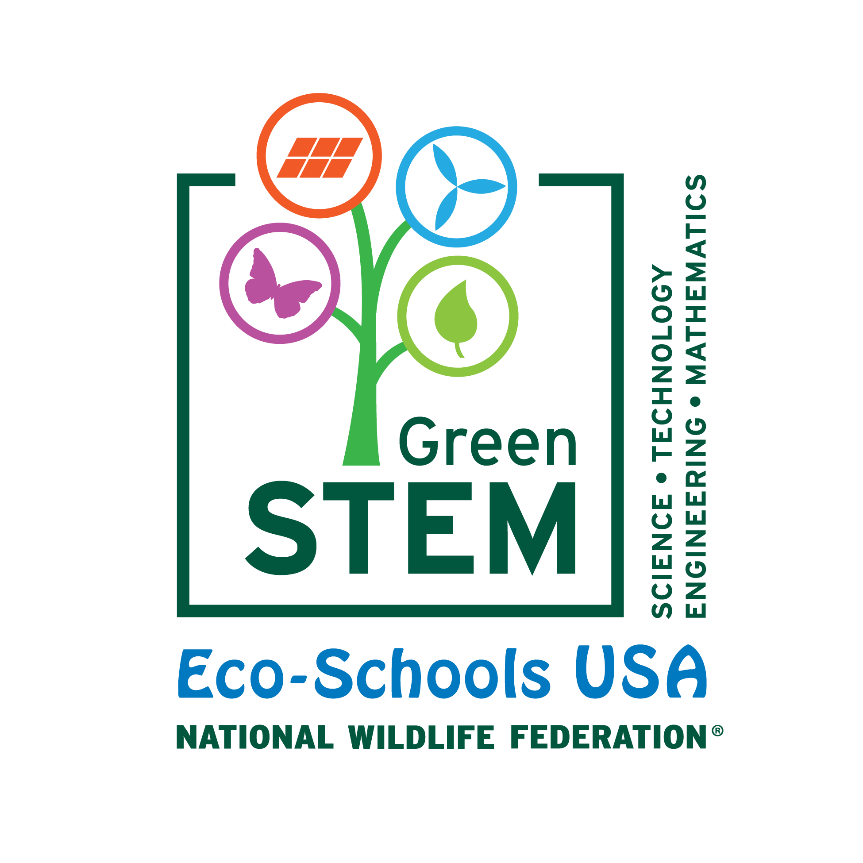 Green
STEM
SCIENCE • TECHNOLOGY
ENGINEERING • MATHEMATICS
Eco-Schools USA
NATIONAL WILDLIFE FEDERATION®